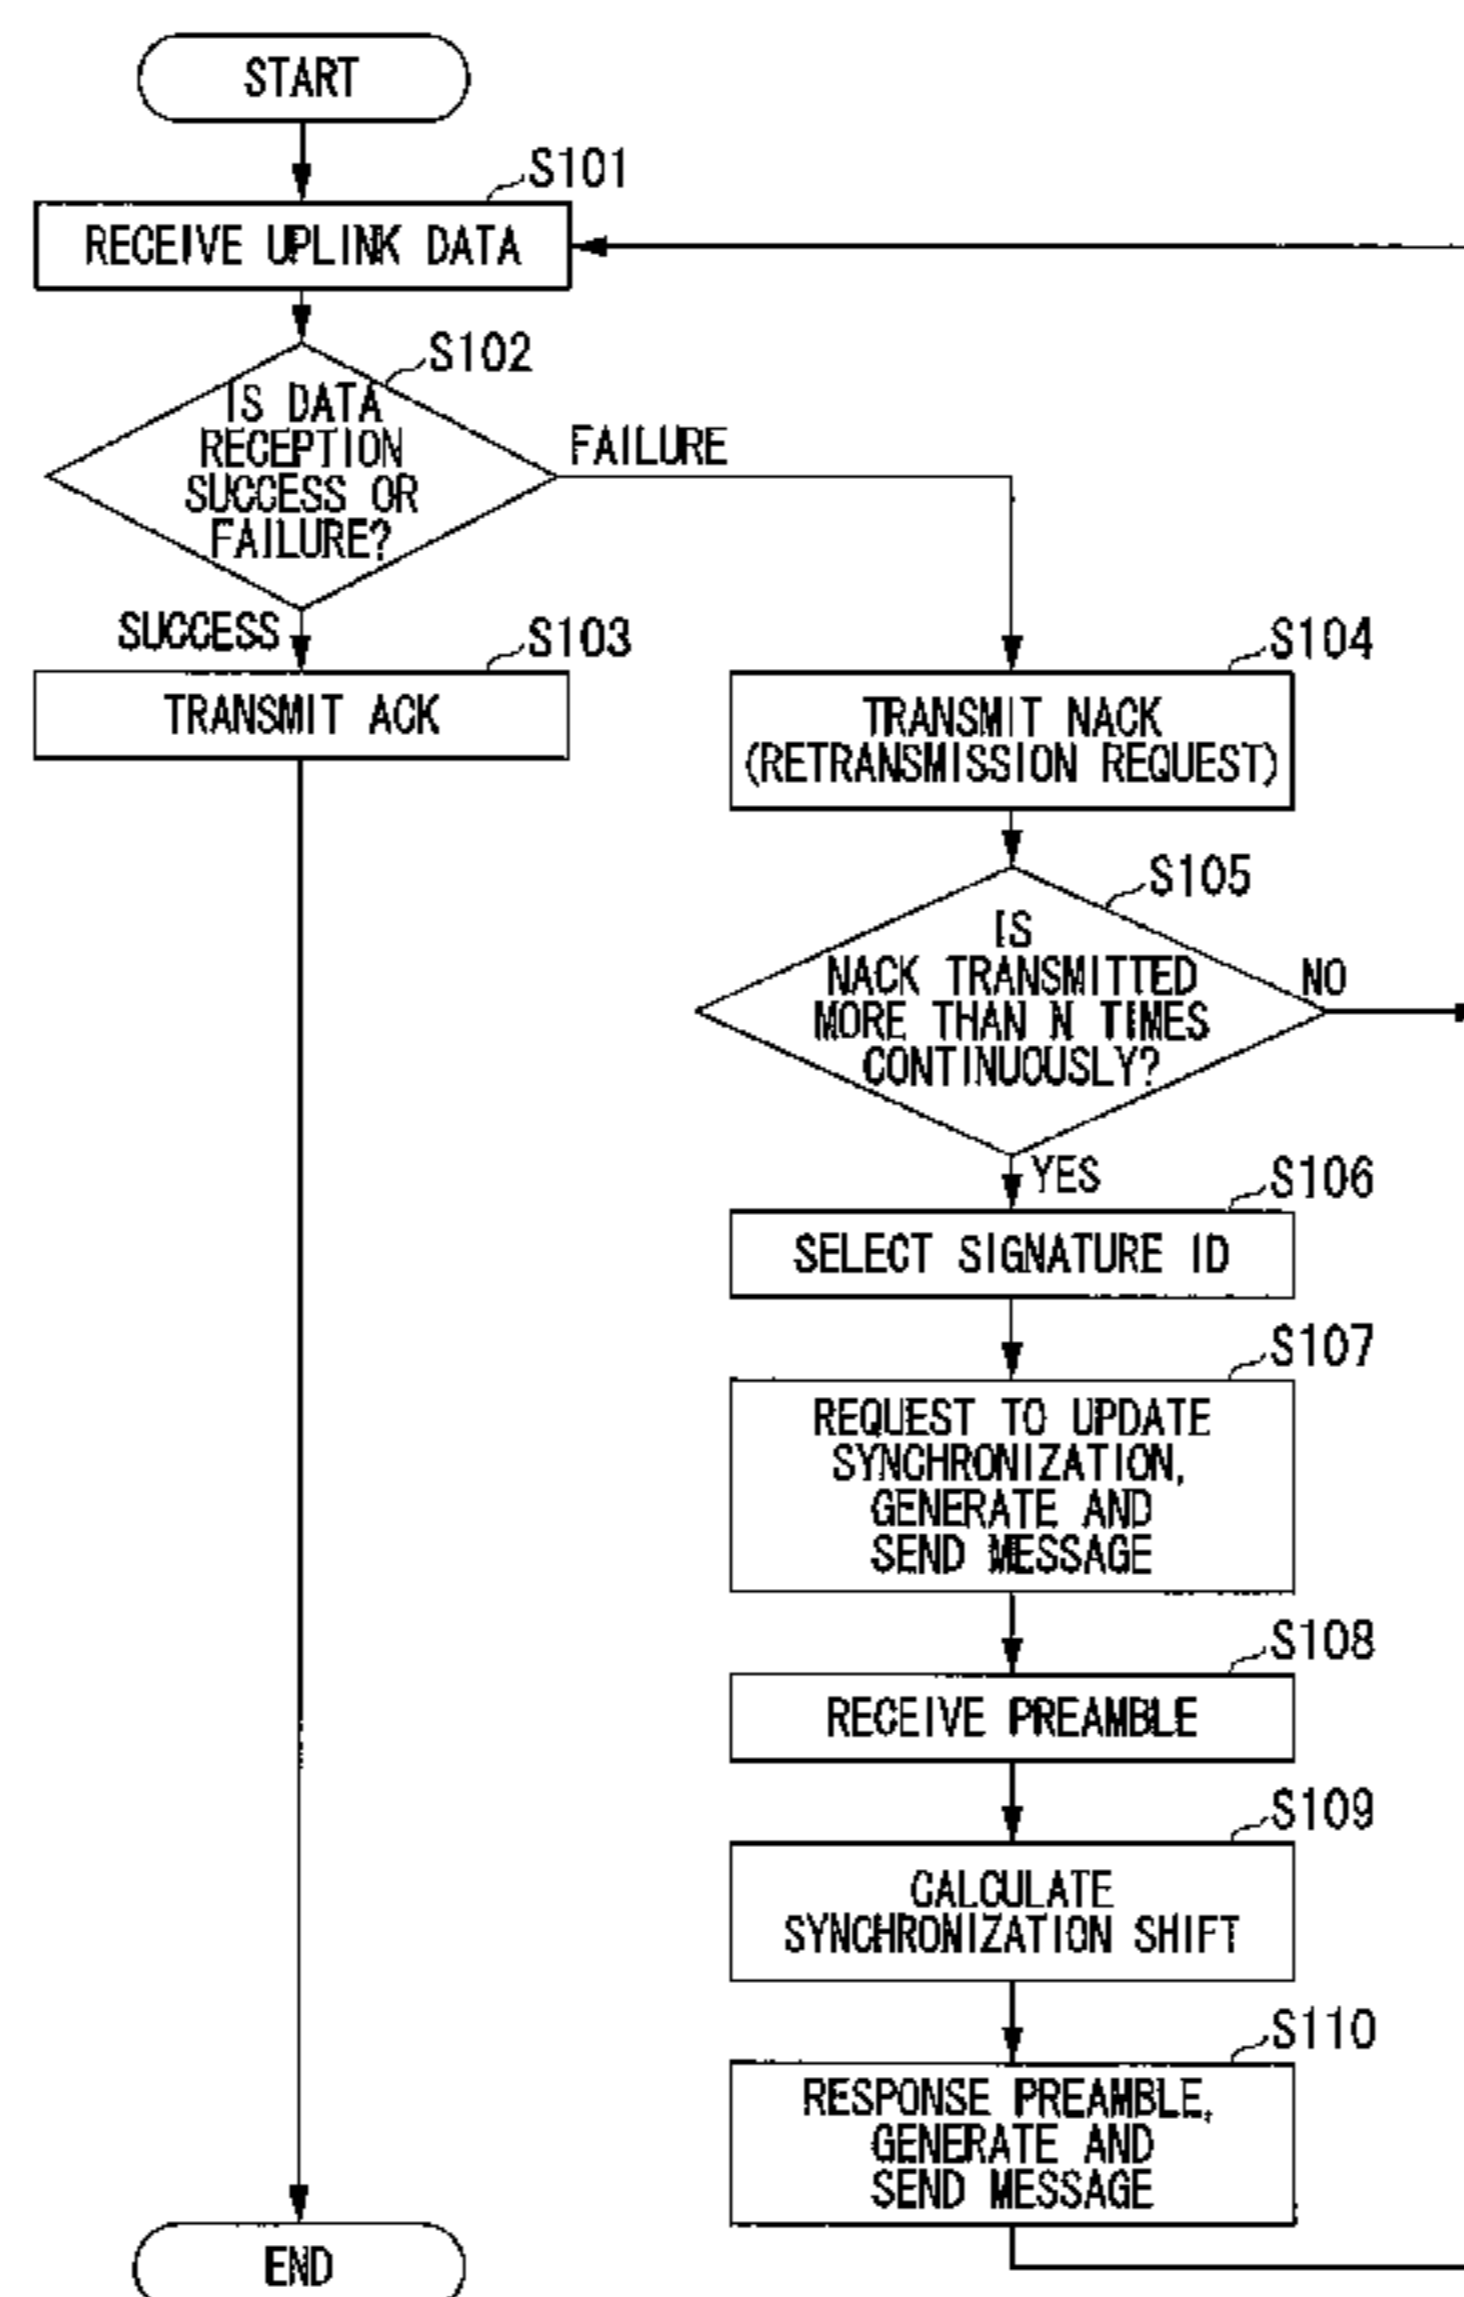 START
S101
RECEIVE UPLINK DATA
S102
IS DATA
RECEPTION
SUCCESS OR
FAILURE?
FAILURE
SUCCESS
S103
TRANSMIT ACK
S104
TRANSMIT NACK
(RETRANSMISSION REQUEST)
S105
IS
NACK TRANSMITTED
MORE THAN N TIMES
CONTINUOUSLY?
NO
YES
S106
SELECT SIGNATURE ID
S107
REQUEST TO UPDATE
SYNCHRONIZATION,
GENERATE AND
SEND MESSAGE
S108
RECEIVE PREAMBLE
S109
CALCULATE
SYNCHRONIZATION SHIFT
S110
RESPONSE PREAMBLE,
GENERATE AND
SEND MESSAGE
END